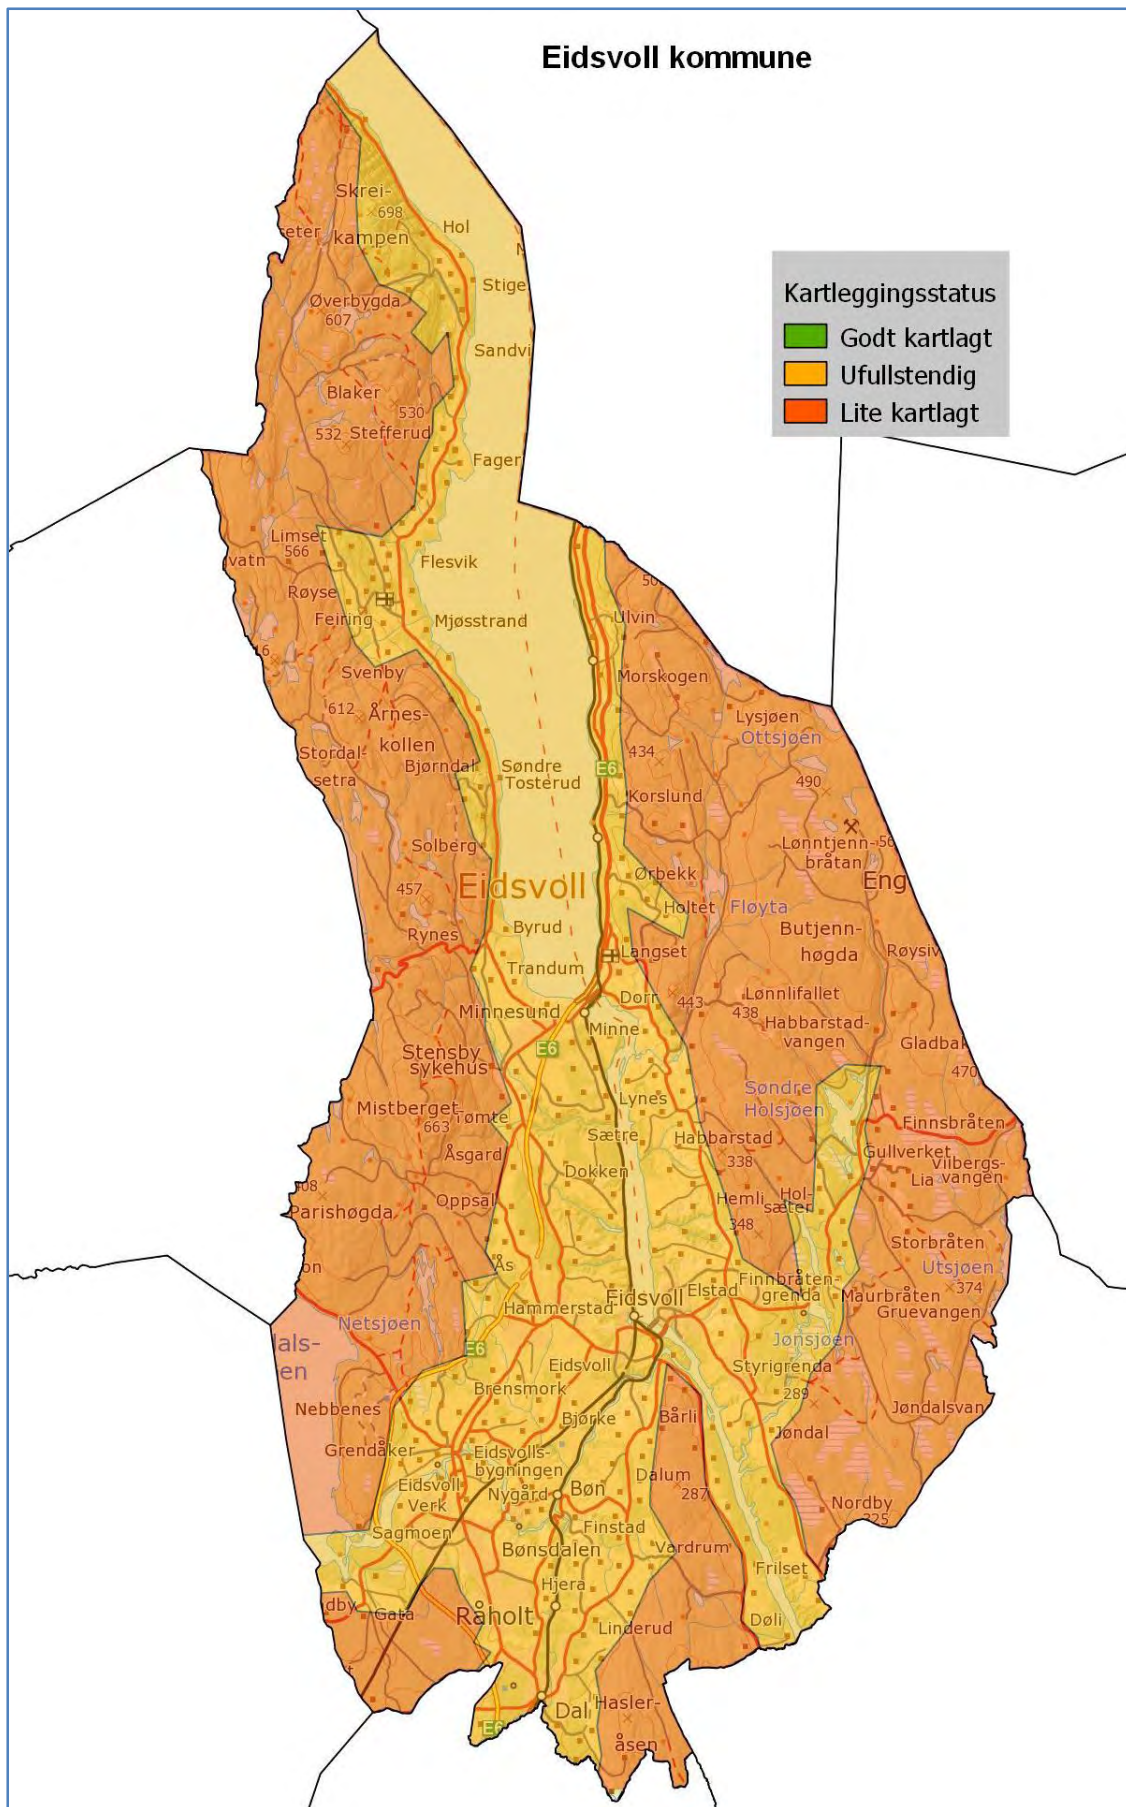 Eidsvoll kommune
Kartleggingsstatus
Godt kartlagt
Ufullstendig
Lite kartlagt
Skrei-
698
kampen
Hol
seter
Stige
Øverbygda
607
Sandvi
Blaker
530
532 Stefferud
Fager
Limset
566
vatn
Flesvik
Røyse
Feiring
Mjøsstrand
Ulvin
Svenby
Morskogen
612
Årnes-
kollen
Lysjøen
Ottsjøen
Stordal-
setra
Bjørndal
434
Søndre
Tosterud
E6
490
Korslund
Solberg
Lønntjenn-
bråtan
Ørbekk
Eidsvoll
457
Eng
Holtet
Fløyta
Rynes
Byrud
Butjenn-
høgda
Langset
Røysiv
Trandum
Dorr
443
Lønnlifallet
438
Minnesund
Minne
Habbarstad-
vangen
E6
Gladbak
Stensby
sykehus
470
Søndre
Holsjøen
Lynes
Mistberget
663
Tømte
Finnsbråten
Sætre
Habbarstad
338
Åsgard
Gullverket
Vilbergs-
vangen
Lia
Dokken
Oppsal
Hemli
Hol-
sæter
348
Parishøgda
Storbråten
Ås
Utsjøen
374
Finnbråten-
grenda
Elstad
Maurbråten
Eidsvoll
Hammerstad
Gruevangen
Netsjøen
Jønsjøen
E6
Eidsvoll
Styrigrenda
289
Brensmork
Nebbenes
Bjørke
Bårli
Jøndalsvan
Jøndal
Grendåker
Eidsvolls-
bygningen
Eidsvoll
Verk
Nygård
Bøn
Dalum
287
Nordby
Sagmoen
Finstad
Bønsdalen
Vardrum
Frilset
Hjera
dby
Gata
Råholt
Linderud
Døli
Dal
Hasler-
åsen
E6